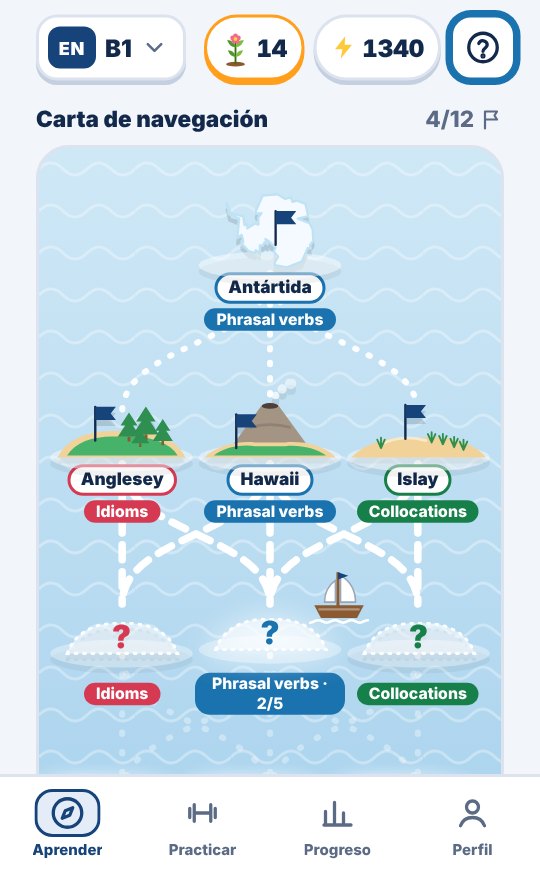 EN B1 14 1340 ?
Carta de navegación 4/12
Antártida
Phrasal verbs
Anglesey Hawaii Islay
Idioms Phrasal verbs Collocations
? ? ?
Idioms Phrasal verbs · Collocations
2/5
Aprender Practicar Progreso Perfil